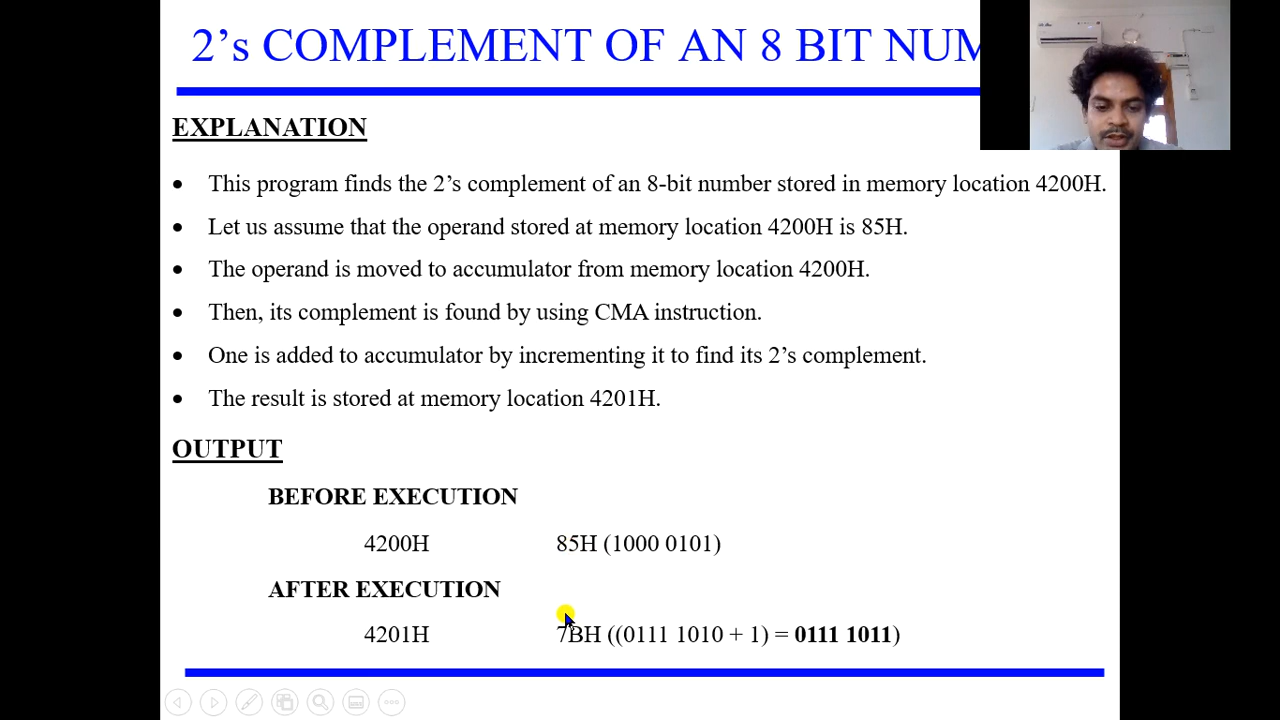 2’s COMPLEMENT OF AN 8 BIT NUM
EXPLANATION
• This program finds the 2’s complement of an 8-bit number stored in memory location 4200H.
• Let us assume that the operand stored at memory location 4200H is 85H.
• The operand is moved to accumulator from memory location 4200H.
• Then, its complement is found by using CMA instruction.
• One is added to accumulator by incrementing it to find its 2’s complement.
• The result is stored at memory location 4201H.
OUTPUT
BEFORE EXECUTION
4200H 85H (1000 0101)
AFTER EXECUTION
4201H 7BH ((0111 1010 + 1) = 0111 1011)